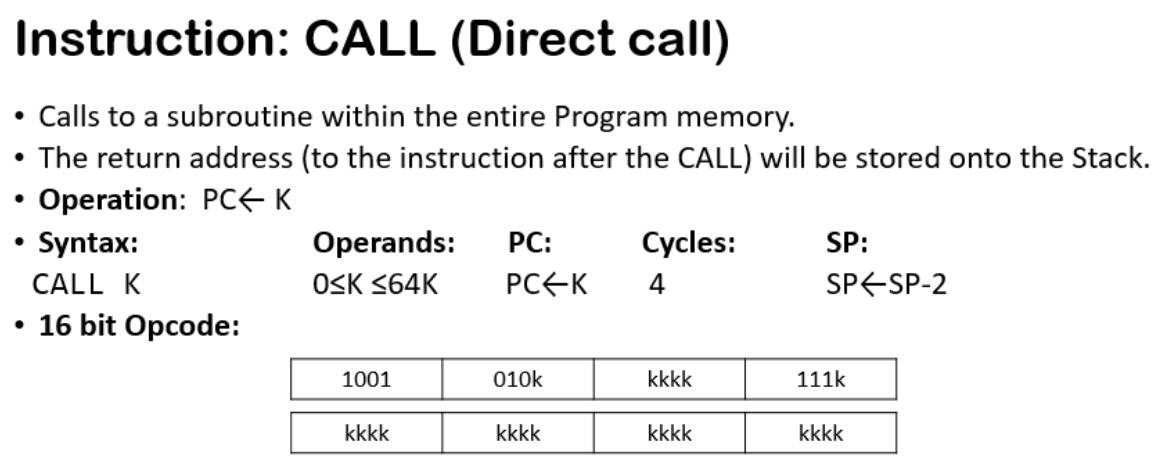 Instruction: CALL (Direct call)
• Calls to a subroutine within the entire Program memory.
• The return address (to the instruction after the CALL) will be stored onto the Stack.
• Operation: PC← K
• Syntax: Operands: PC: Cycles: SP:
CALL K 0≤K ≤64K PC←K 4 SP←SP-2
• 16 bit Opcode:
1001 010k kkkk 111k
kkkk kkkk kkkk kkkk